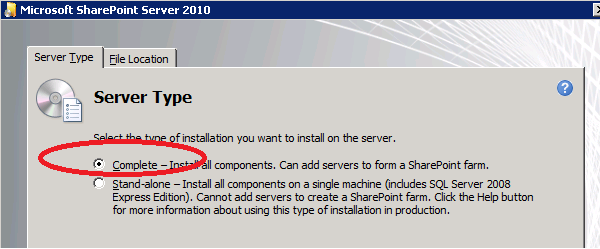 Microsoft SharePoint Server 2010
Server Type File Location
?
Server Type
Select the type of installation you want to install on the server.
Complete – Install all components. Can add servers to form a SharePoint farm.
Stand-alone – Install all components on a single machine (includes SQL Server 2008
Express Edition). Cannot add servers to create a SharePoint farm. Click the Help button
for more information about using this type of installation in production.